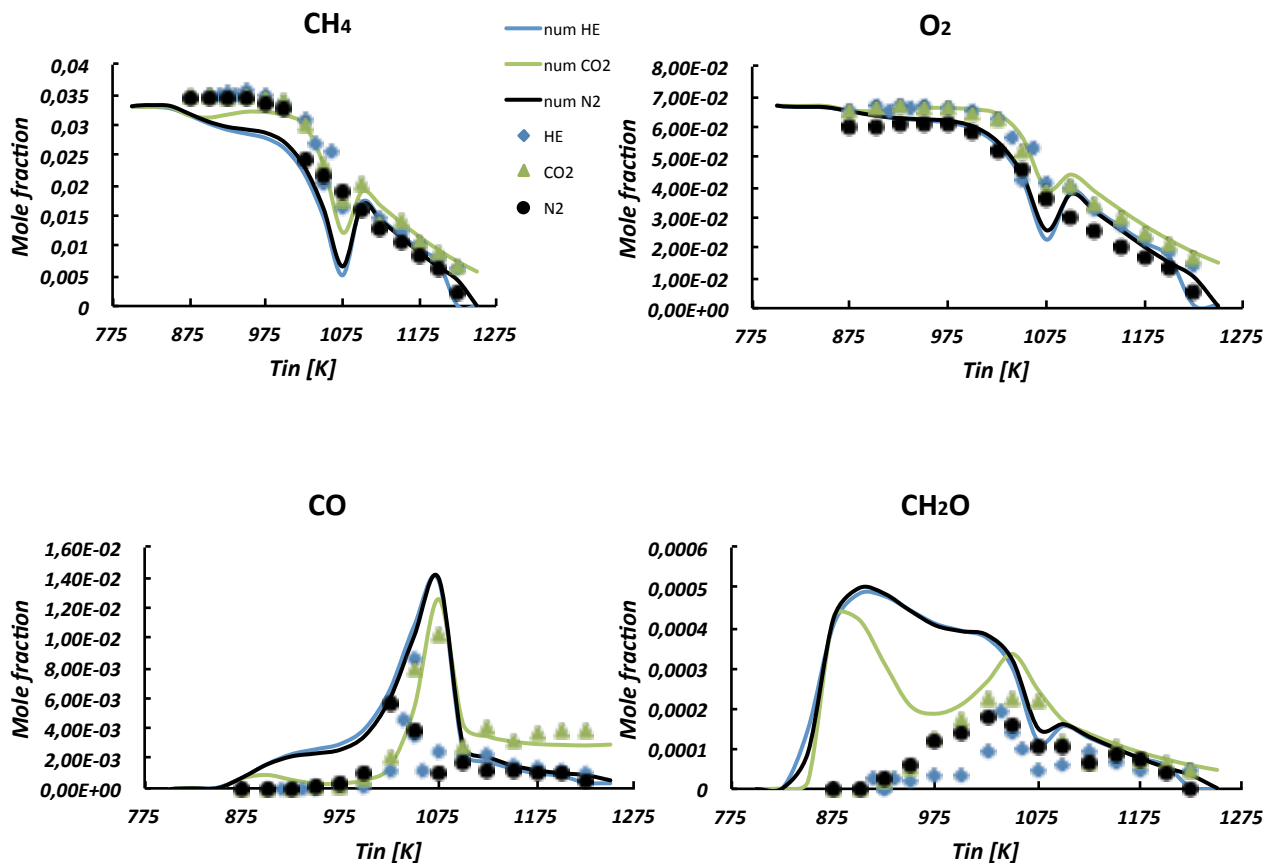 CH4
num HE
num CO2
num N2
HE
CO2
N2
O2
Mole fraction
0,04
0,035
0,03
0,025
0,02
0,015
0,01
0,005
0
775 875 975 1075 1175 1275
Tin [K]
Mole fraction
8,00E-02
7,00E-02
6,00E-02
5,00E-02
4,00E-02
3,00E-02
2,00E-02
1,00E-02
0,00E+00
775 875 975 1075 1175 1275
Tin [K]
CO
Mole fraction
1,60E-02
1,40E-02
1,20E-02
1,00E-02
8,00E-03
6,00E-03
4,00E-03
2,00E-03
0,00E+00
775 875 975 1075 1175 1275
Tin [K]
CH2O
Mole fraction
0,0006
0,0005
0,0004
0,0003
0,0002
0,0001
0
775 875 975 1075 1175 1275
Tin [K]